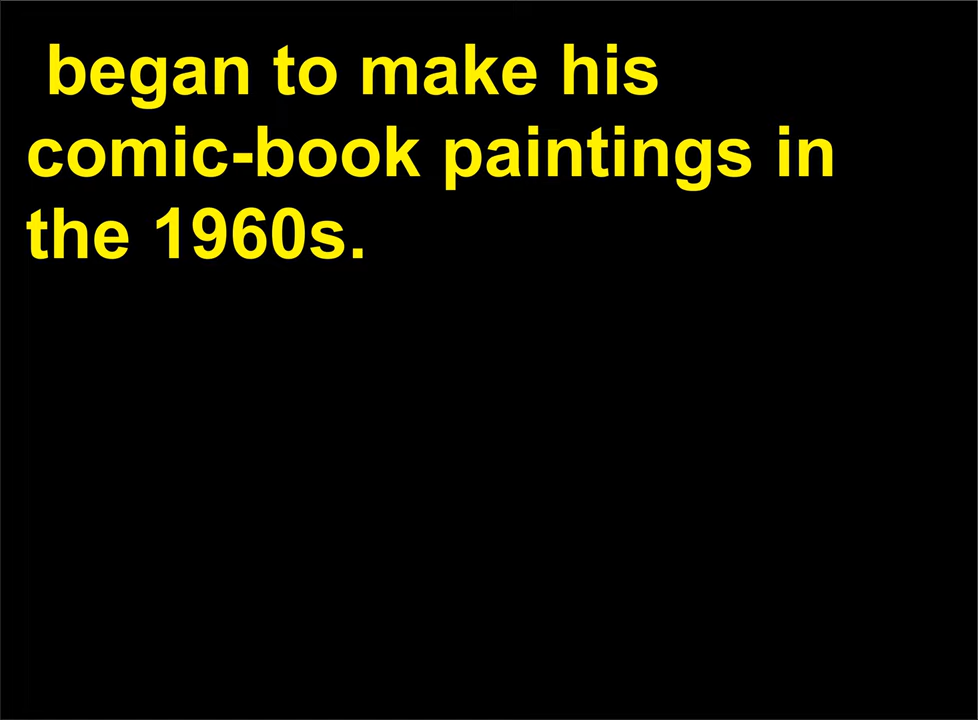 began to make his
comic-book paintings in
the 1960s.